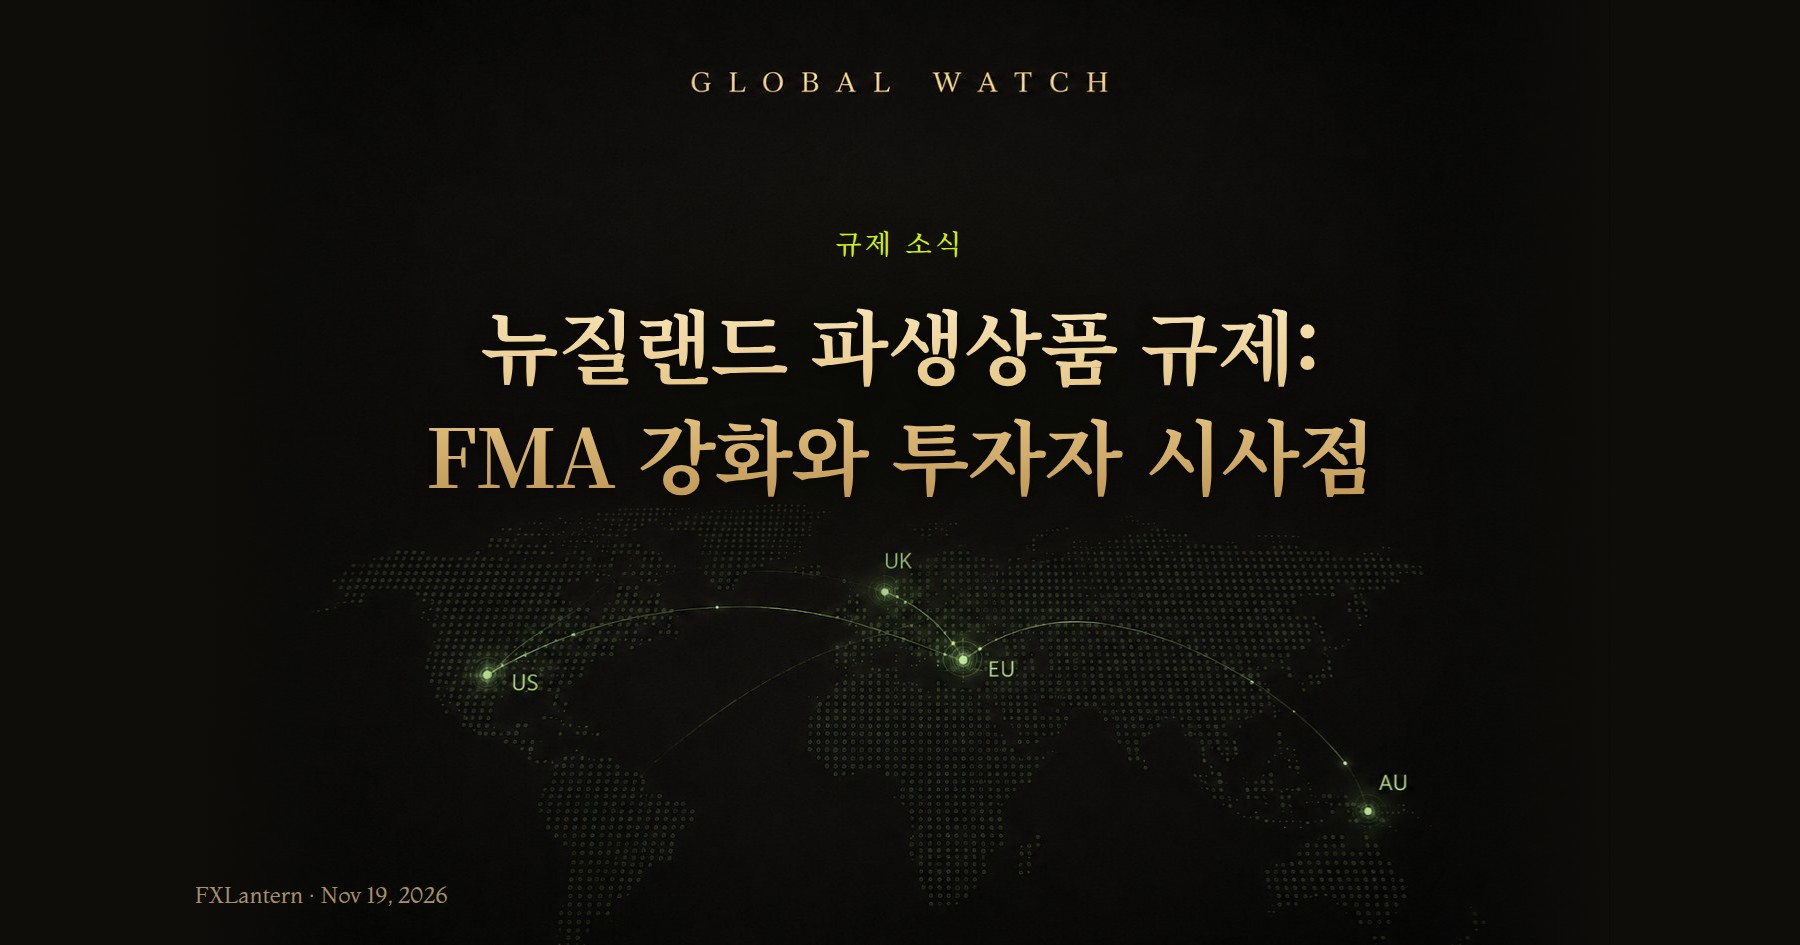 GLOBAL WATCH
규제 소식
뉴질랜드 파생상품 규제:
FMA 강화와 투자자 시사점
UK
EU
US
AU
FXLantern · Nov 19, 2026